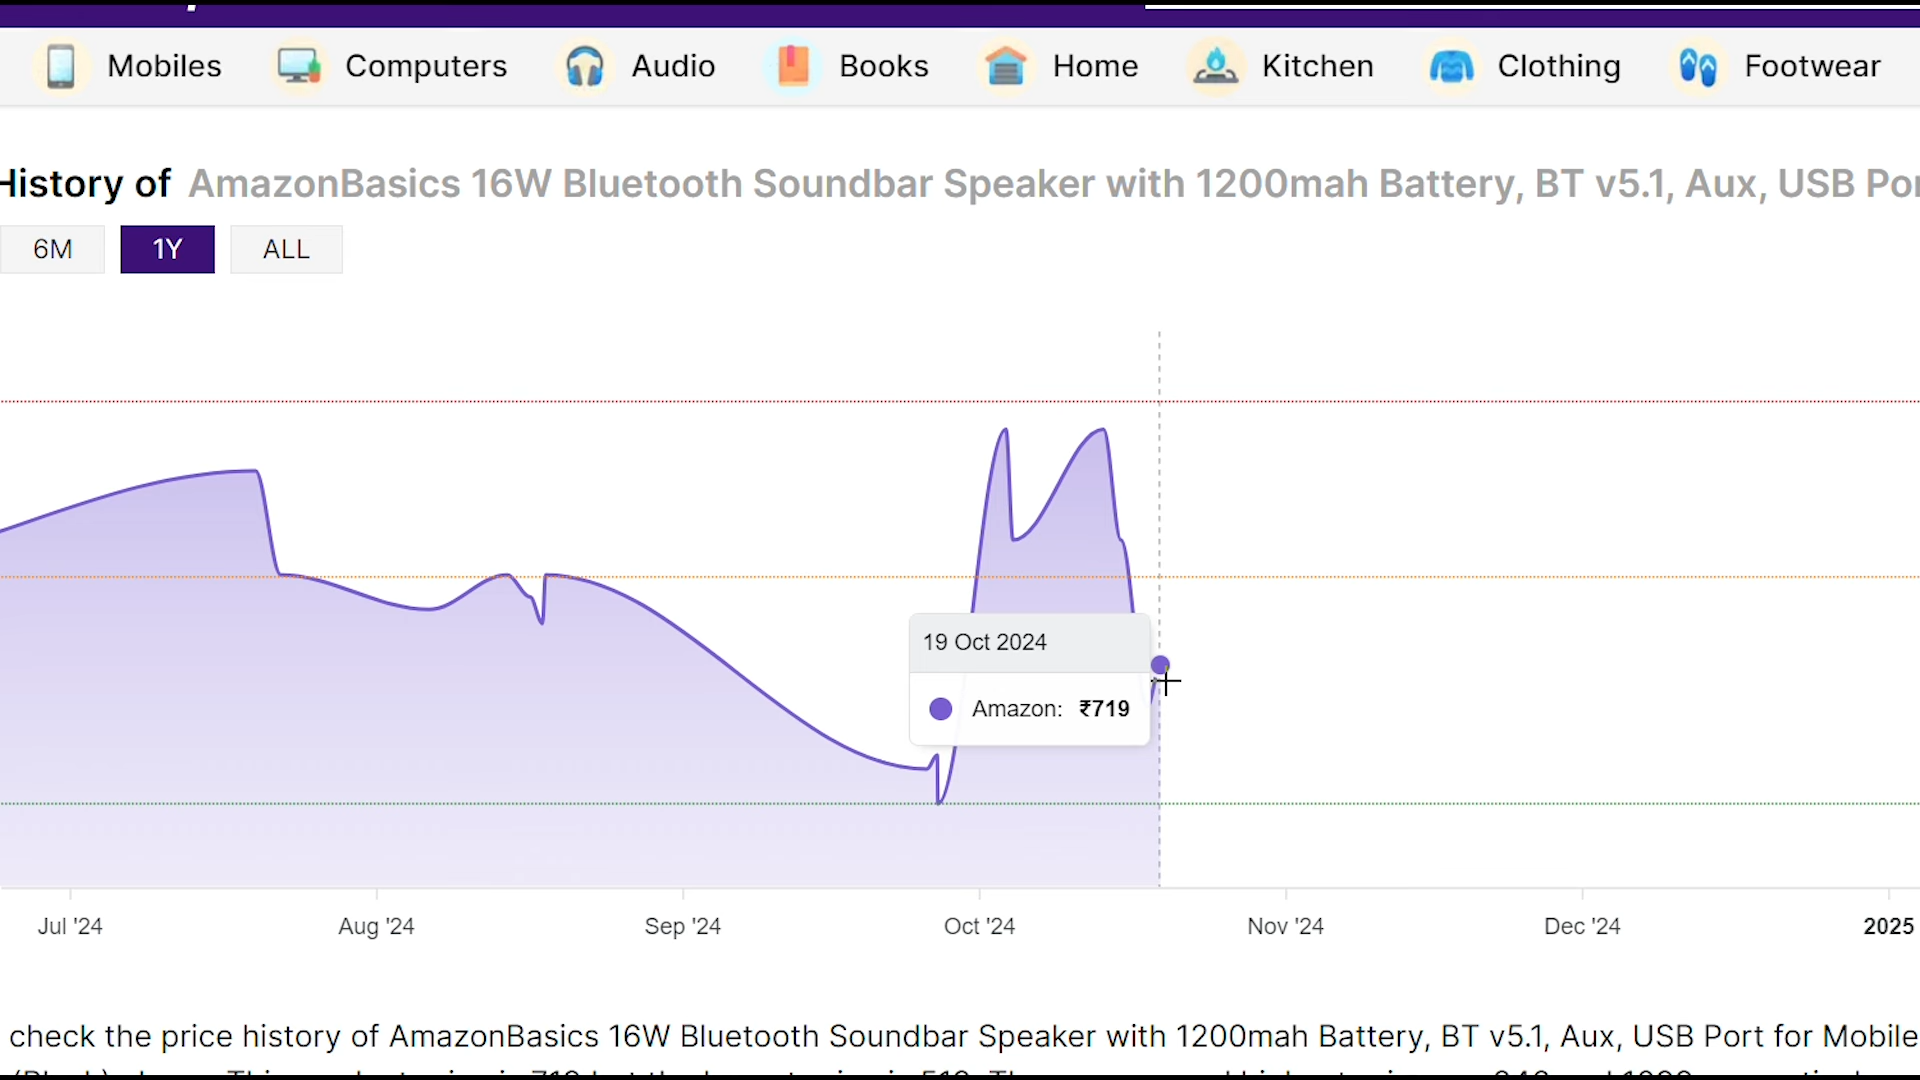 Mobiles Computers Audio Books Home Kitchen Clothing Footwear
History of AmazonBasics 16W Bluetooth Soundbar Speaker with 1200mah Battery, BT v5.1, Aux, USB
6M 1Y ALL
19 Oct 2024
Amazon: ₹719
Jul '24 Aug '24 Sep '24 Oct '24 Nov '24 Dec '24 2025
check the price history of AmazonBasics 16W Bluetooth Soundbar Speaker with 1200mah Battery, BT v5.1, Aux, USB Port for Mobile